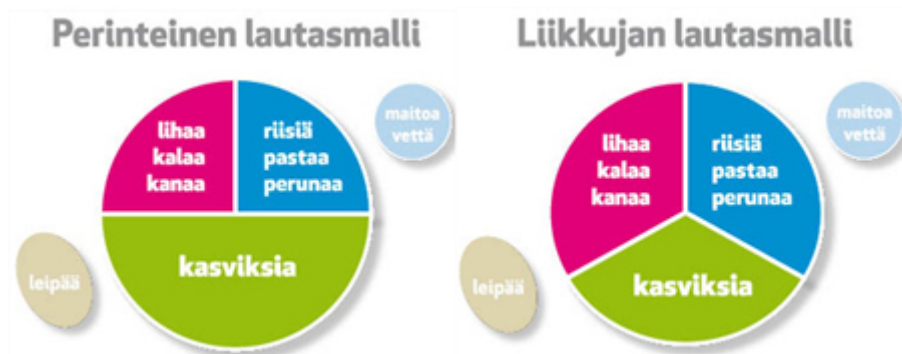 Perinteinen lautasmalli
lihaa
kalaa
kanaa
riisiä
pastaa
perunaa
maitoa
vettä
kasviksia
leipää
Liikkujan lautasmalli
lihaa
kalaa
kanaa
riisiä
pastaa
perunaa
maitoa
vettä
kasviksia
leipää